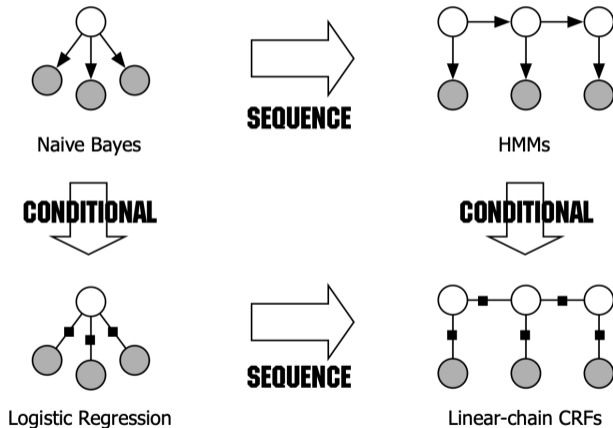 SEQUENCE
Naive Bayes
HMMs
CONDITIONAL
CONDITIONAL
SEQUENCE
Logistic Regression
Linear-chain CRFs